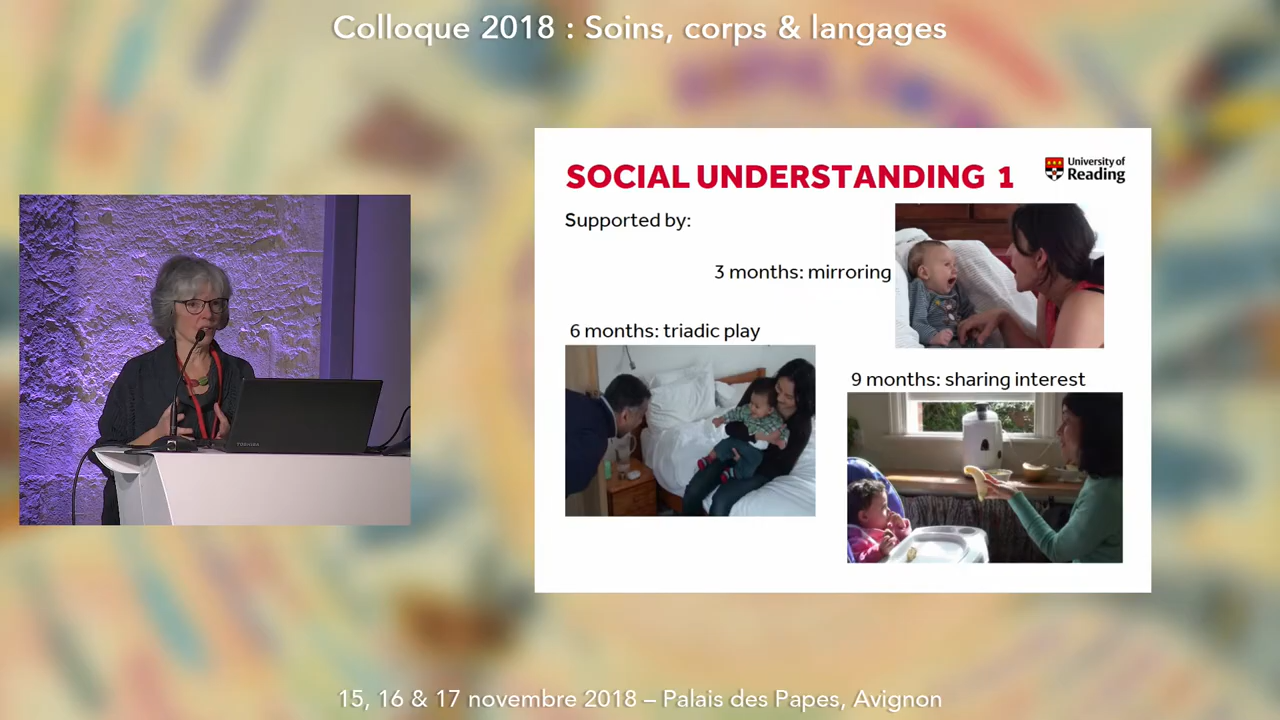 Colloque 2018 : Soins, corps & langages
SOCIAL UNDERSTANDING 1
University of
Reading
Supported by:
3 months: mirroring
6 months: triadic play
9 months: sharing interest
TOSHIBA
15, 16 & 17 novembre 2018 – Palais des Papes, Avignon